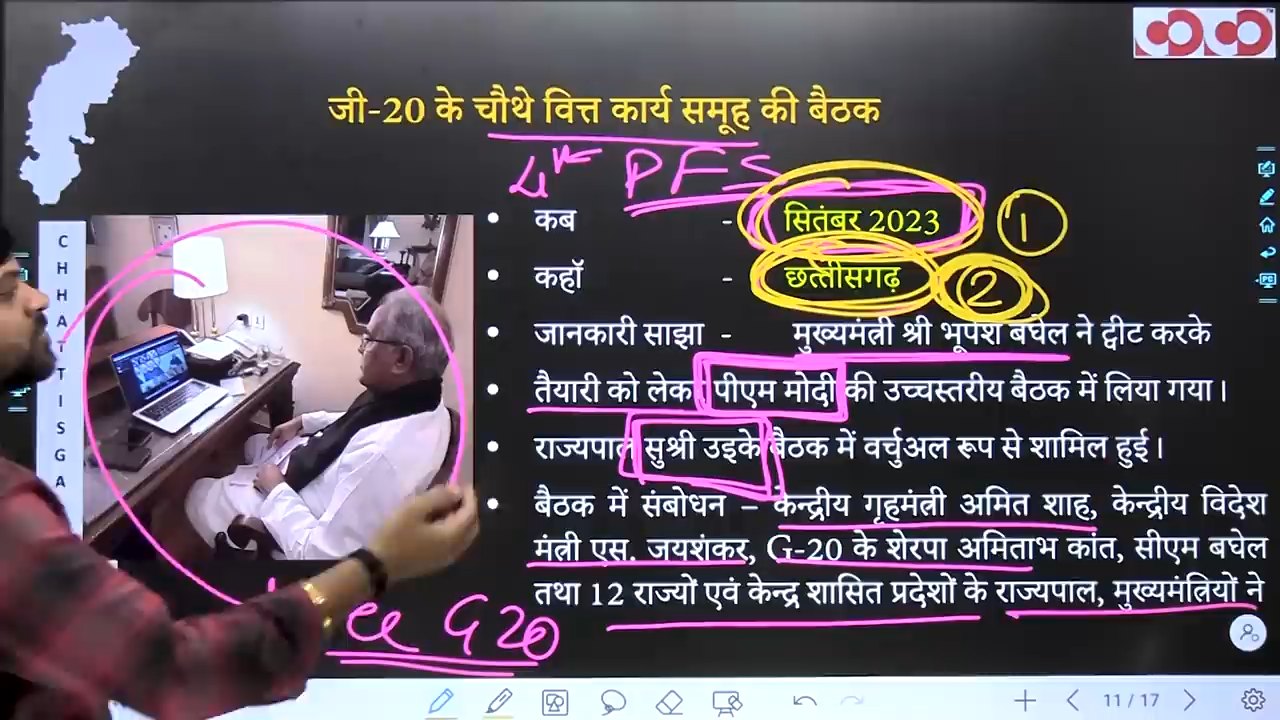 जी-20 के चौथे वित्त कार्य समूह की बैठक
4th PFS
• कब - सितंबर 2023 1
• कहॉ - छत्तीसगढ़ 2
• जानकारी साझा - मुख्यमंत्री श्री भूपेश बघेल ने ट्वीट करके
• तैयारी को लेकर पीएम मोदी की उच्चस्तरीय बैठक में लिया गया।
• राज्यपाल सुश्री उइके बैठक में वर्चुअल रूप से शामिल हुई।
• बैठक में संबोधन – केन्द्रीय गृहमंत्री अमित शाह, केन्द्रीय विदेश
मंत्री एस. जयशंकर, G-20 के शेरपा अमिताभ कांत, सीएम बघेल
तथा 12 राज्यों एवं केन्द्र शासित प्रदेशों के राज्यपाल, मुख्यमंत्रियों ने
CHHATTISGA
G20
11 / 17